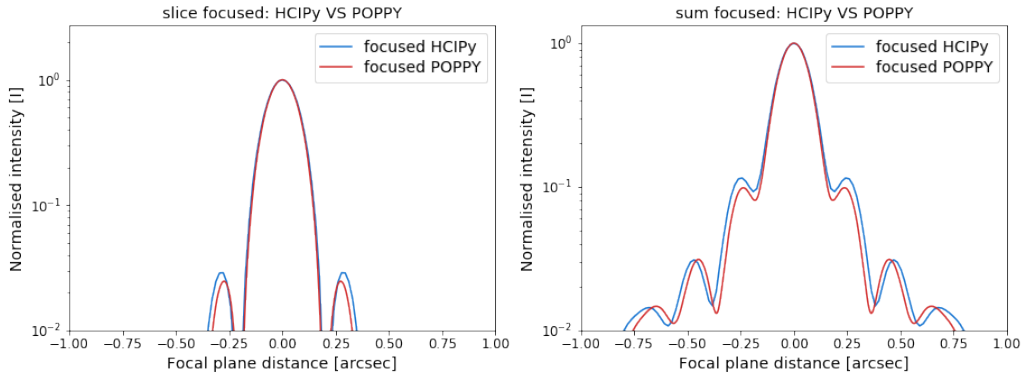 slice focused: HCIPy VS POPPY
Normalised intensity [I]
10⁰
10⁻¹
10⁻²
focused HCIPy
focused POPPY
−1.00 −0.75 −0.50 −0.25 0.00 0.25 0.50 0.75 1.00
Focal plane distance [arcsec]
sum focused: HCIPy VS POPPY
Normalised intensity [I]
10⁰
10⁻¹
10⁻²
focused HCIPy
focused POPPY
−1.00 −0.75 −0.50 −0.25 0.00 0.25 0.50 0.75 1.00
Focal plane distance [arcsec]